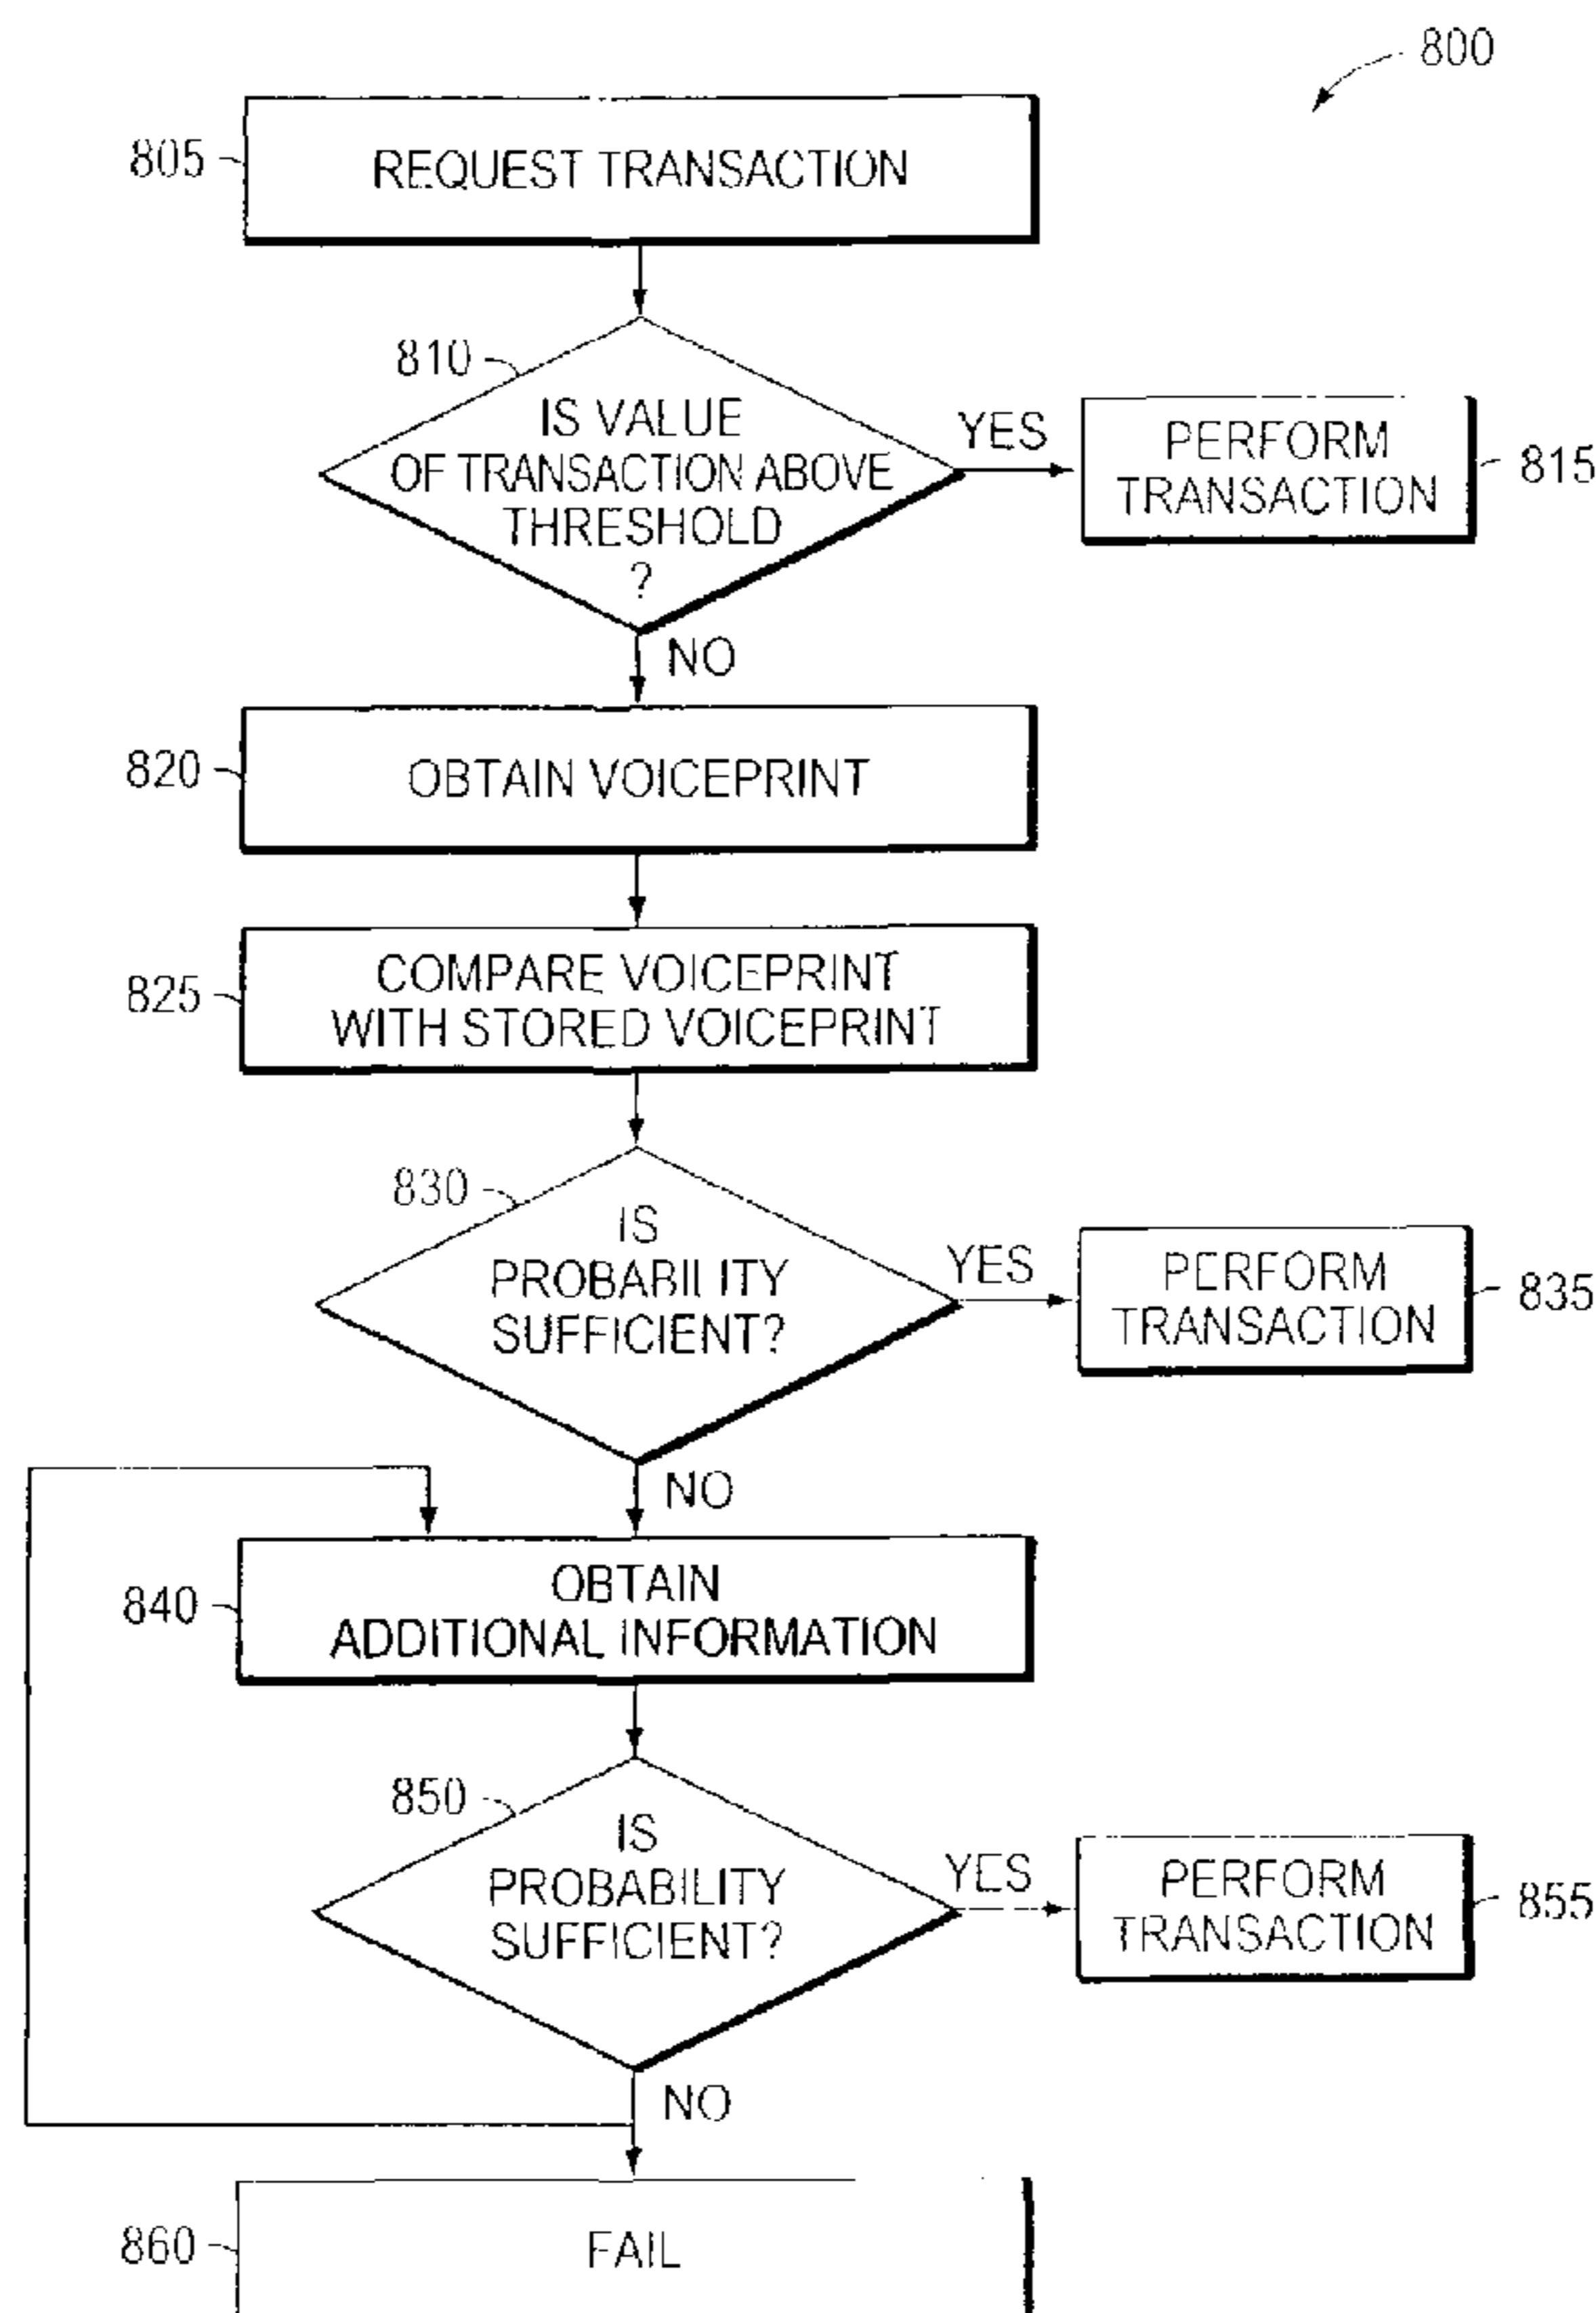 800
805
REQUEST TRANSACTION
810
IS VALUE
OF TRANSACTION ABOVE
THRESHOLD
?
YES
PERFORM
TRANSACTION
815
NO
820
OBTAIN VOICEPRINT
825
COMPARE VOICEPRINT
WITH STORED VOICEPRINT
830
IS
PROBABILITY
SUFFICIENT?
YES
PERFORM
TRANSACTION
835
NO
840
OBTAIN
ADDITIONAL INFORMATION
850
IS
PROBABILITY
SUFFICIENT?
YES
PERFORM
TRANSACTION
855
NO
860
FAIL